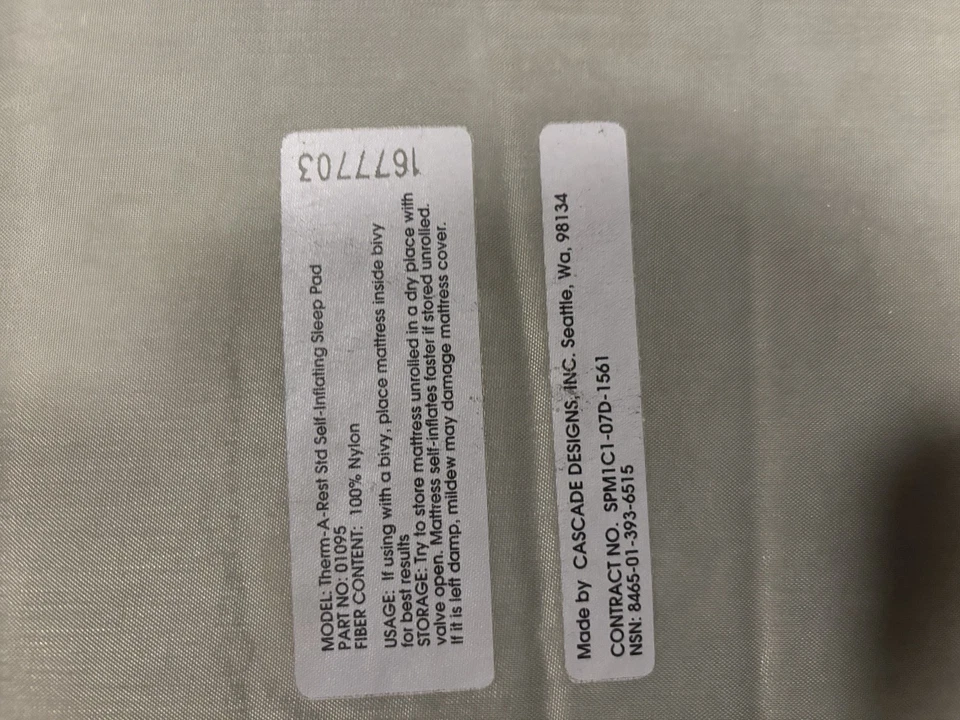 1677703
MODEL: Therm-A-Rest Std Self-Inflating Sleep Pad
PART NO: 01095
FIBER CONTENT: 100% Nylon
USAGE: If using with a bivy, place mattress inside bivy
for best results
STORAGE: Try to store mattress unrolled in a dry place with
valve open. Mattress self-inflates faster if stored unrolled.
If it is left damp, mildew may damage mattress cover.
Made by CASCADE DESIGNS, INC. Seattle, Wa, 98134
CONTRACT NO. SPM1C1-07D-1561
NSN: 8465-01-393-6515